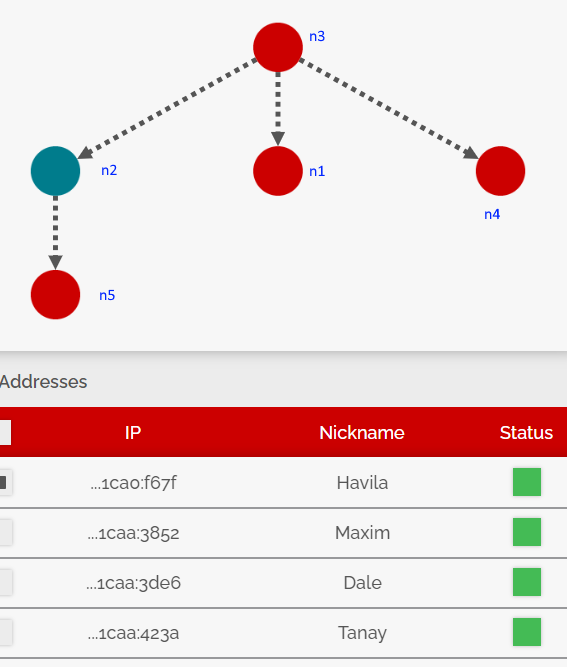 n3
n2
n1
n4
n5
Addresses
IP Nickname Status
...1cao:f67f Havila
...1caa:3852 Maxim
...1caa:3de6 Dale
...1caa:423a Tanay